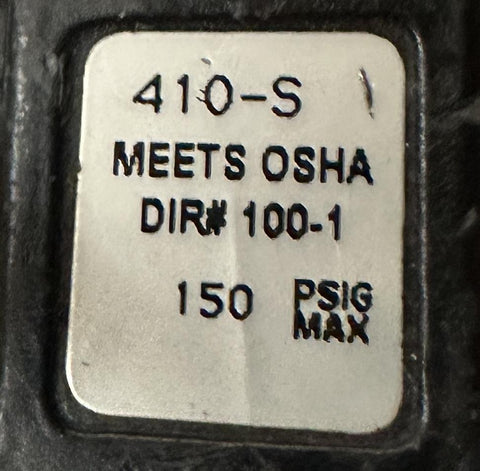 410-S
MEETS OSHA
DIR# 100-1
150 PSIG
MAX